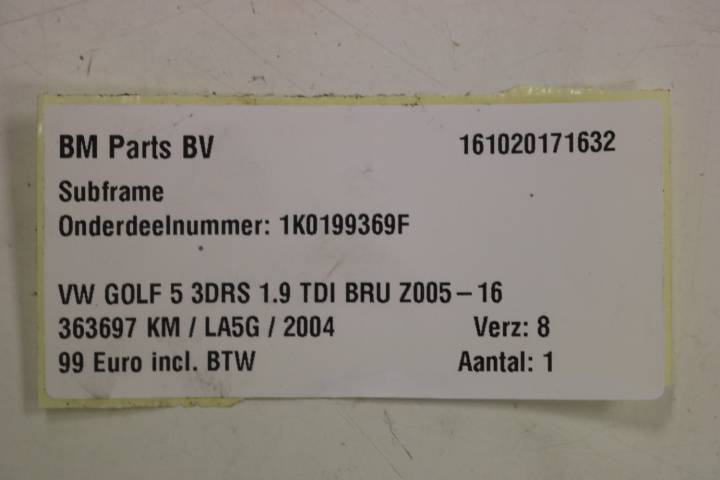 BM Parts BV 161020171632
Subframe
Onderdeelnummer: 1K0199369F
VW GOLF 5 3DRS 1.9 TDI BRU Z005-16
363697 KM / LA5G / 2004 Verz: 8
99 Euro incl. BTW Aantal: 1